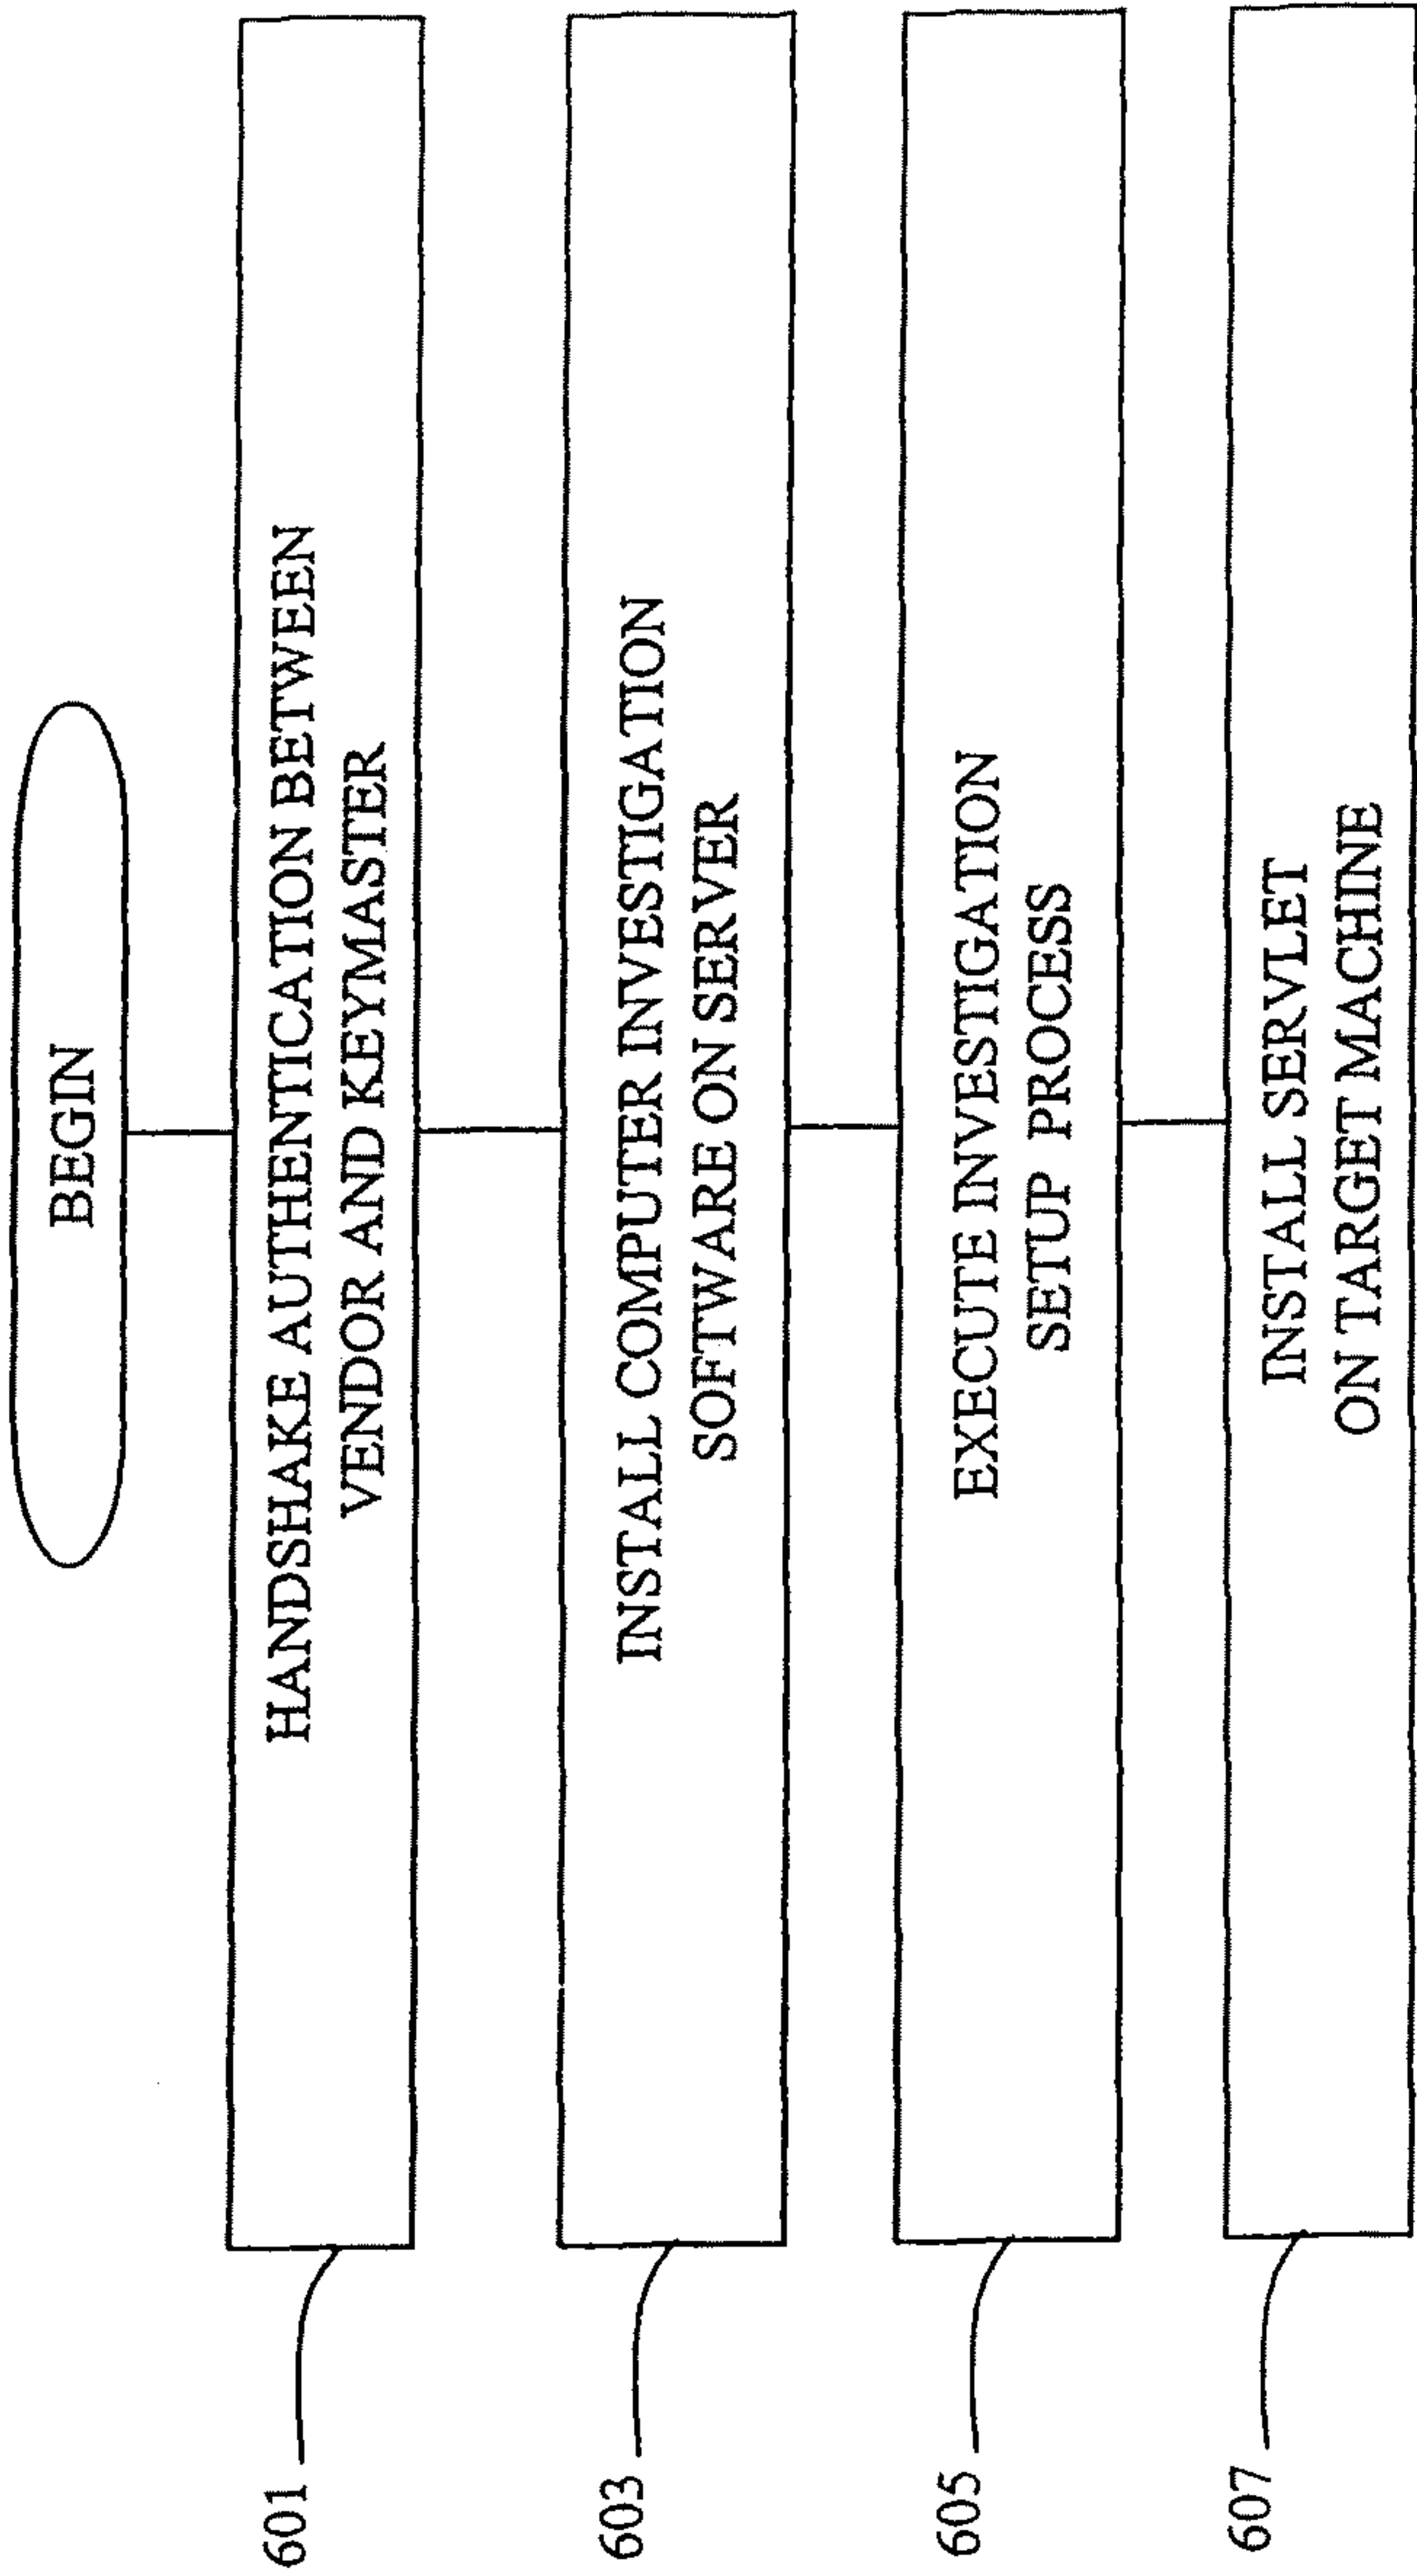 BEGIN
601
HANDSHAKE AUTHENTICATION BETWEEN
VENDOR AND KEYMASTER
603
INSTALL COMPUTER INVESTIGATION
SOFTWARE ON SERVER
605
EXECUTE INVESTIGATION
SETUP PROCESS
607
INSTALL SERVLET
ON TARGET MACHINE